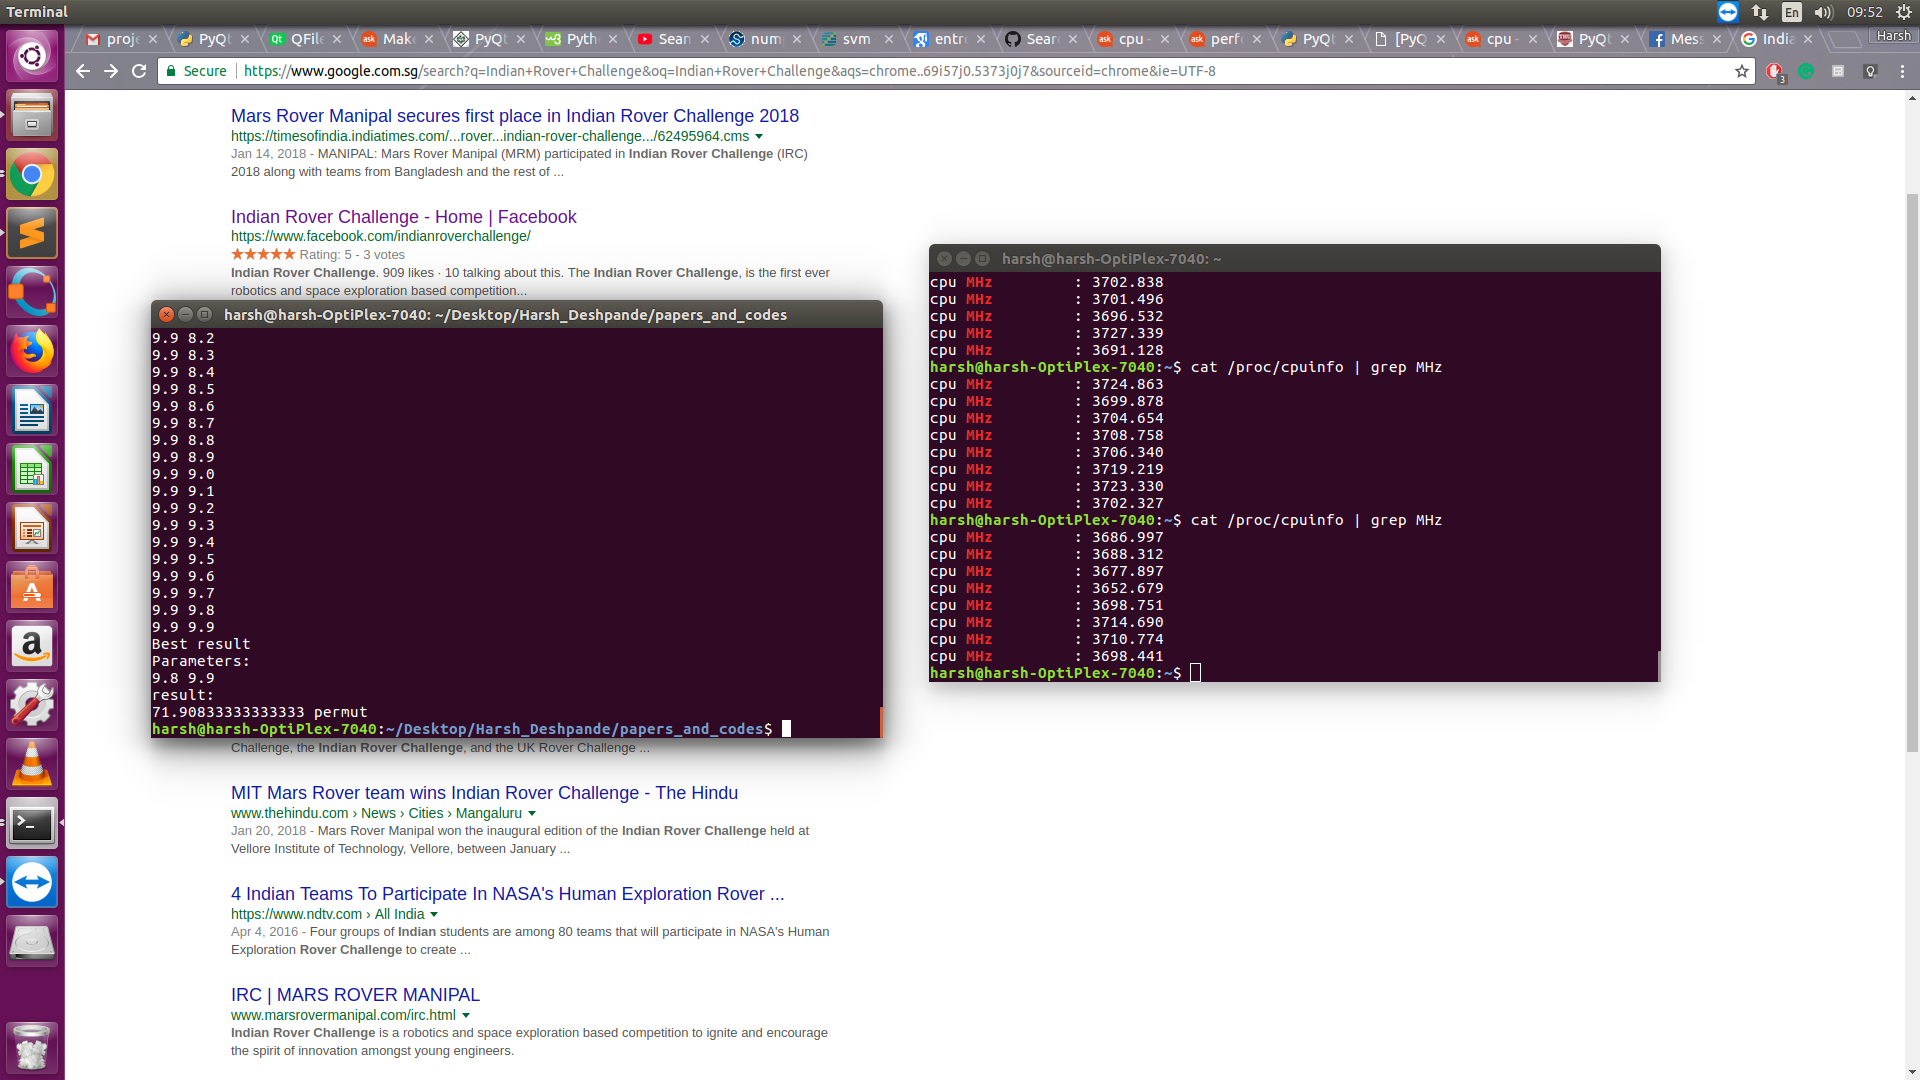 Terminal
En
09:52
proje
PyQt
QFile
Make
PyQt
Pyth
Sear
num
svm
entr
Sear
cpu -
perf
PyQt
[PyQ
cpu -
PyQt
Mess
India
Harsh
Secure
https://www.google.com.sg/search?q=Indian+Rover+Challenge&oq=Indian+Rover+Challenge&aqs=chrome..69i57j0.5373j0j7&sourceid=chrome&ie=UTF-8
3
Mars Rover Manipal secures first place in Indian Rover Challenge 2018
https://timesofindia.indiatimes.com/...rover...indian-rover-challenge.../62495964.cms
Jan 14, 2018 - MANIPAL: Mars Rover Manipal (MRM) participated in Indian Rover Challenge (IRC)
2018 along with teams from Bangladesh and the rest of ...
Indian Rover Challenge - Home | Facebook
https://www.facebook.com/indianroverchallenge/
Rating: 5 - 3 votes
Indian Rover Challenge. 909 likes · 10 talking about this. The Indian Rover Challenge, is the first ever
robotics and space exploration based competition...
harsh@harsh-OptiPlex-7040: ~/Desktop/Harsh_Deshpande/papers_and_codes
9.9 8.2
9.9 8.3
9.9 8.4
9.9 8.5
9.9 8.6
9.9 8.7
9.9 8.8
9.9 8.9
9.9 9.0
9.9 9.1
9.9 9.2
9.9 9.3
9.9 9.4
9.9 9.5
9.9 9.6
9.9 9.7
9.9 9.8
9.9 9.9
Best result
Parameters:
9.8 9.9
result:
71.90833333333333 permut
harsh@harsh-OptiPlex-7040:~/Desktop/Harsh_Deshpande/papers_and_codes$
harsh@harsh-OptiPlex-7040: ~
cpu MHz : 3702.838
cpu MHz : 3701.496
cpu MHz : 3696.532
cpu MHz : 3727.339
cpu MHz : 3691.128
harsh@harsh-OptiPlex-7040:~$ cat /proc/cpuinfo | grep MHz
cpu MHz : 3724.863
cpu MHz : 3699.878
cpu MHz : 3704.654
cpu MHz : 3708.758
cpu MHz : 3706.340
cpu MHz : 3719.219
cpu MHz : 3723.330
cpu MHz : 3702.327
harsh@harsh-OptiPlex-7040:~$ cat /proc/cpuinfo | grep MHz
cpu MHz : 3686.997
cpu MHz : 3688.312
cpu MHz : 3677.897
cpu MHz : 3652.679
cpu MHz : 3698.751
cpu MHz : 3714.690
cpu MHz : 3710.774
cpu MHz : 3698.441
harsh@harsh-OptiPlex-7040:~$
Challenge, the Indian Rover Challenge, and the UK Rover Challenge ...
MIT Mars Rover team wins Indian Rover Challenge - The Hindu
www.thehindu.com › News › Cities › Mangaluru
Jan 20, 2018 - Mars Rover Manipal won the inaugural edition of the Indian Rover Challenge held at
Vellore Institute of Technology, Vellore, between January ...
4 Indian Teams To Participate In NASA's Human Exploration Rover ...
https://www.ndtv.com › All India
Apr 4, 2016 - Four groups of Indian students are among 80 teams that will participate in NASA's Human
Exploration Rover Challenge to create ...
IRC | MARS ROVER MANIPAL
www.marsrovermanipal.com/irc.html
Indian Rover Challenge is a robotics and space exploration based competition to ignite and encourage
the spirit of innovation amongst young engineers.